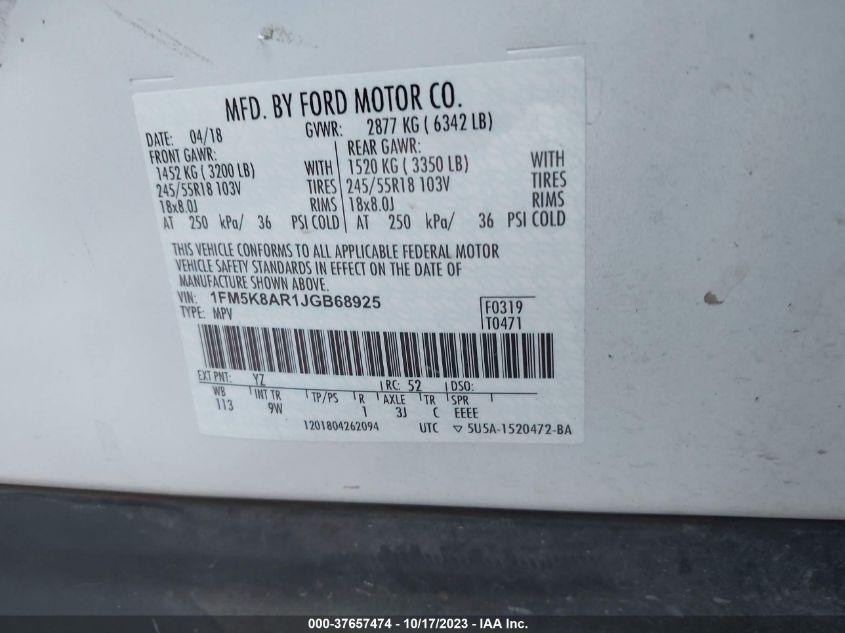 MFD. BY FORD MOTOR CO.
DATE: 04/18 GVWR: 2877 KG ( 6342 LB)
FRONT GAWR: REAR GAWR:
1452 KG ( 3200 LB) WITH 1520 KG ( 3350 LB) WITH
245/55R18 103V TIRES 245/55R18 103V TIRES
18x8.0J RIMS 18x8.0J RIMS
AT 250 kPa/ 36 PSI COLD AT 250 kPa/ 36 PSI COLD
THIS VEHICLE CONFORMS TO ALL APPLICABLE FEDERAL MOTOR
VEHICLE SAFETY STANDARDS IN EFFECT ON THE DATE OF
MANUFACTURE SHOWN ABOVE.
VIN: 1FM5K8AR1JGB68925 F0319
TYPE: MPV T0471
EXT PNT: YZ RC: 52 DSO:
WB INT TR TP/PS R AXLE TR SPR
113 9W 1 3J C EEEE
1201804262094 UTC ▽ 5U5A-1520472-BA
000-37657474 - 10/17/2023 - USA - IAA Inc.